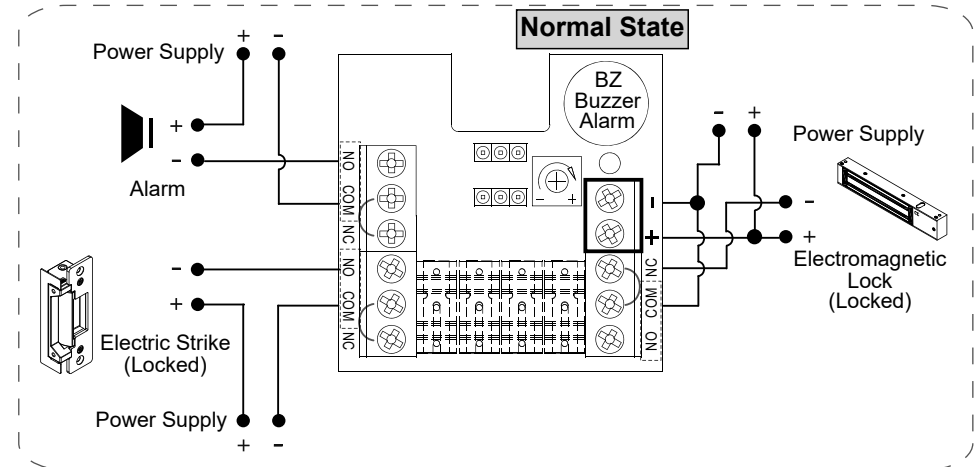 Normal State
+ -
Power Supply
+
-
Alarm
NO
COM
NC
NO
COM
NC
-
+
Electric Strike
(Locked)
Power Supply
+ -
BZ
Buzzer
Alarm
- +
-
+
NC
COM
NO
- +
Power Supply
-
+
Electromagnetic
Lock
(Locked)